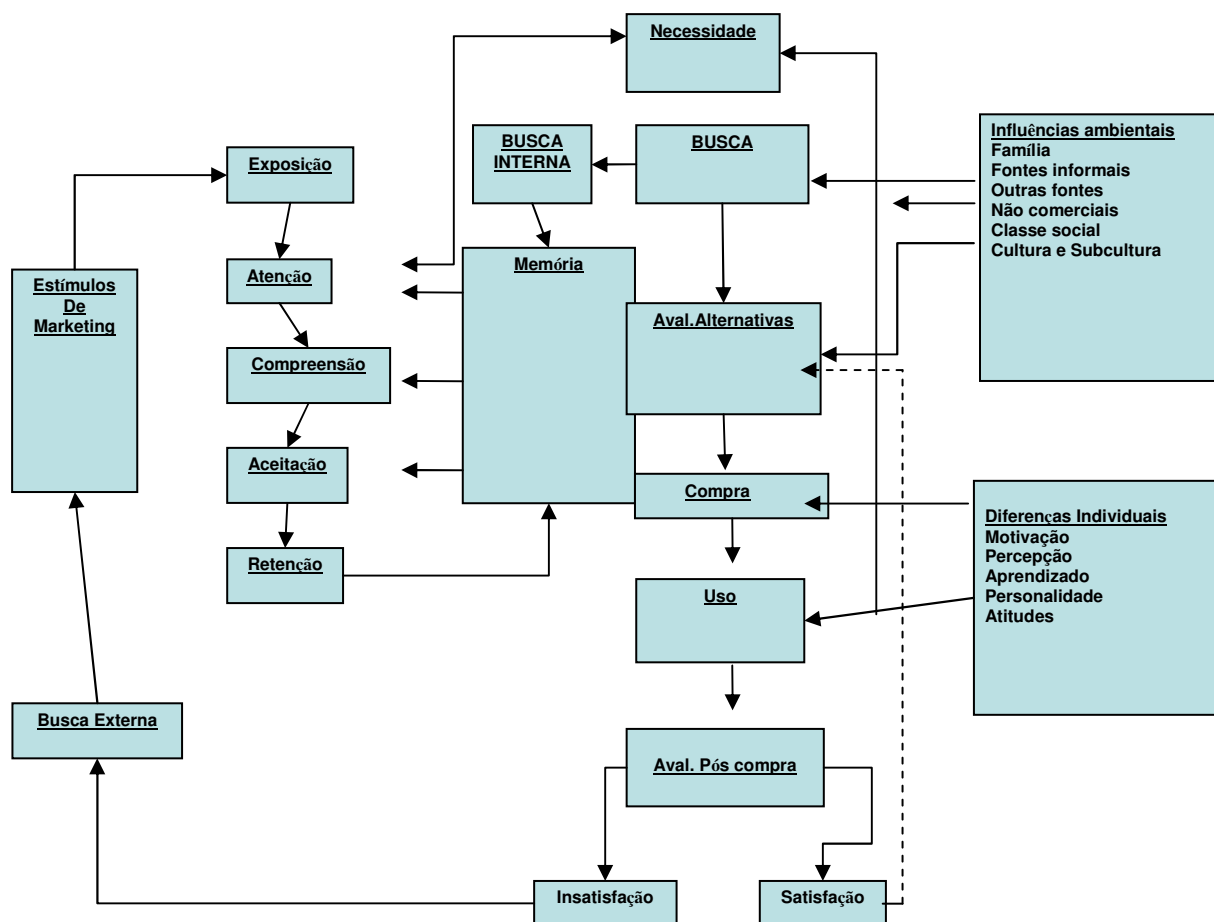 Necessidade
BUSCA
INTERNA
BUSCA
Influências ambientais
Família
Fontes informais
Outras fontes
Não comerciais
Classe social
Cultura e Subcultura
Exposição
Atenção
Estímulos
De
Marketing
Memória
Aval.Alternativas
Compreensão
Aceitação
Compra
Diferenças Individuais
Motivação
Percepção
Aprendizado
Personalidade
Atitudes
Retenção
Uso
Busca Externa
Aval. Pós compra
Insatisfação
Satisfação